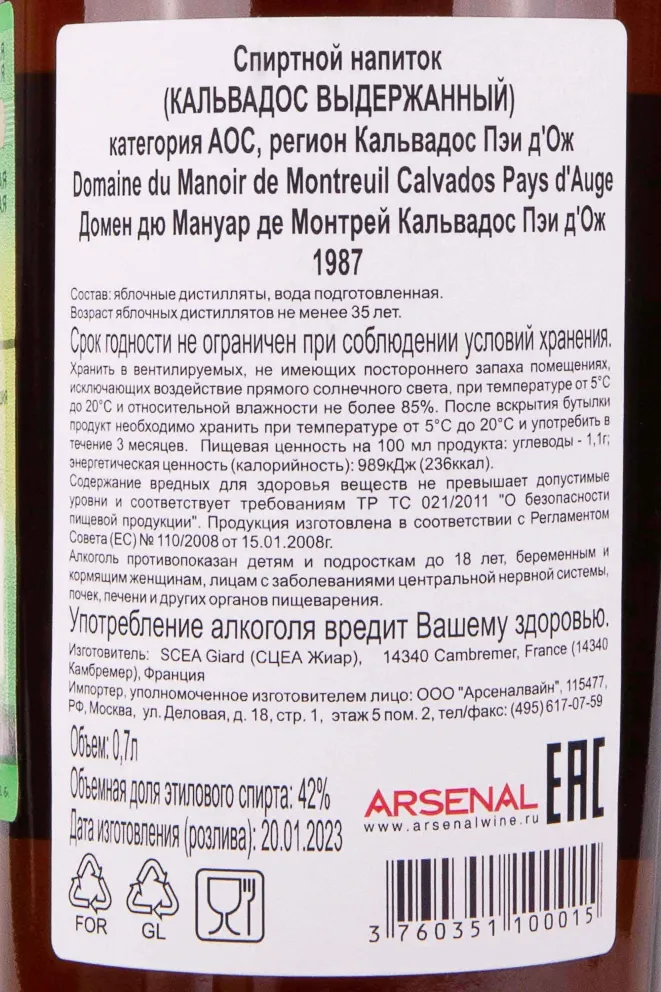 Спиртной напиток
(КАЛЬВАДОС ВЫДЕРЖАННЫЙ)
категория АОС, регион Кальвадос Пэи д'Ож
Domaine du Manoir de Montreuil Calvados Pays d'Auge
Домен дю Мануар де Монтрей Кальвадос Пэи д'Ож
1987
Состав: яблочные дистилляты, вода подготовленная.
Возраст яблочных дистиллятов не менее 35 лет.
Срок годности не ограничен при соблюдении условий хранения.
Хранить в вентилируемых, не имеющих постороннего запаха помещениях,
исключающих воздействие прямого солнечного света, при температуре от 5°С
до 20°С и относительной влажности не более 85%. После вскрытия бутылки
продукт необходимо хранить при температуре от 5°С до 20°С и употребить в
течение 3 месяцев. Пищевая ценность на 100 мл продукта: углеводы - 1,1г;
энергетическая ценность (калорийность): 989кДж (236ккал).
Содержание вредных для здоровья веществ не превышает допустимые
уровни и соответствует требованиям ТР ТС 021/2011 "О безопасности
пищевой продукции". Продукция изготовлена в соответствии с Регламентом
Совета (ЕС) № 110/2008 от 15.01.2008г.
Алкоголь противопоказан детям и подросткам до 18 лет, беременным и
кормящим женщинам, лицам с заболеваниями центральной нервной системы,
почек, печени и других органов пищеварения.
Употребление алкоголя вредит Вашему здоровью.
Изготовитель: SCEA Giard (СЦЕА Жиар), 14340 Cambremer, France (14340
Камбремер), Франция
Импортер, уполномоченное изготовителем лицо: ООО "Арсеналвайн", 115477,
РФ, Москва, ул. Деловая, д. 18, стр. 1, этаж 5 пом. 2, тел/факс: (495) 617-07-59
Объем: 0,7л
Объемная доля этилового спирта: 42%
Дата изготовления (розлива): 20.01.2023
ARSENAL
www.arsenalwine.ru
EAC
FOR
GL
3 760351 100015